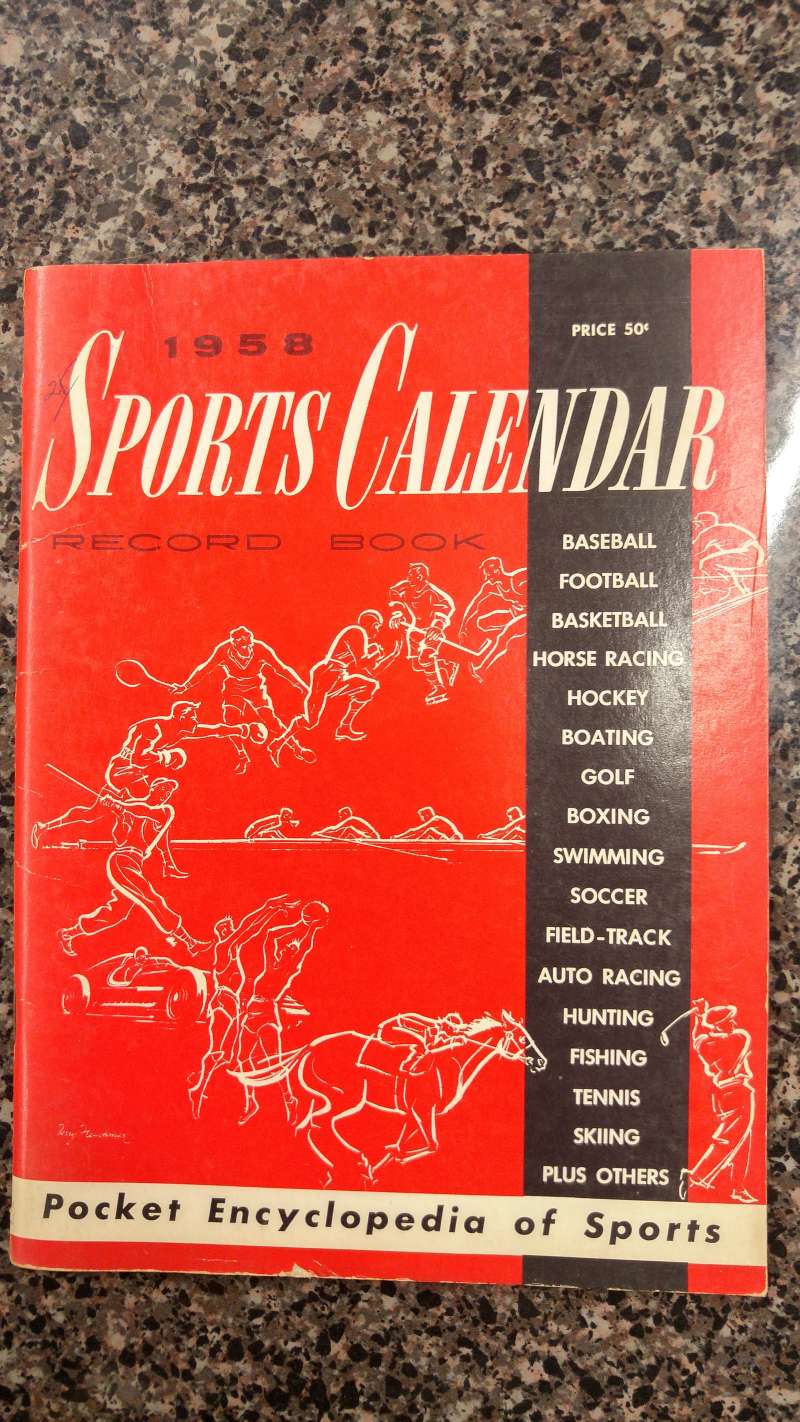 1958
PRICE 50¢
SPORTS CALENDAR
RECORD BOOK
BASEBALL
FOOTBALL
BASKETBALL
HORSE RACING
HOCKEY
BOATING
GOLF
BOXING
SWIMMING
SOCCER
FIELD-TRACK
AUTO RACING
HUNTING
FISHING
TENNIS
SKIING
PLUS OTHERS
Pocket Encyclopedia of Sports